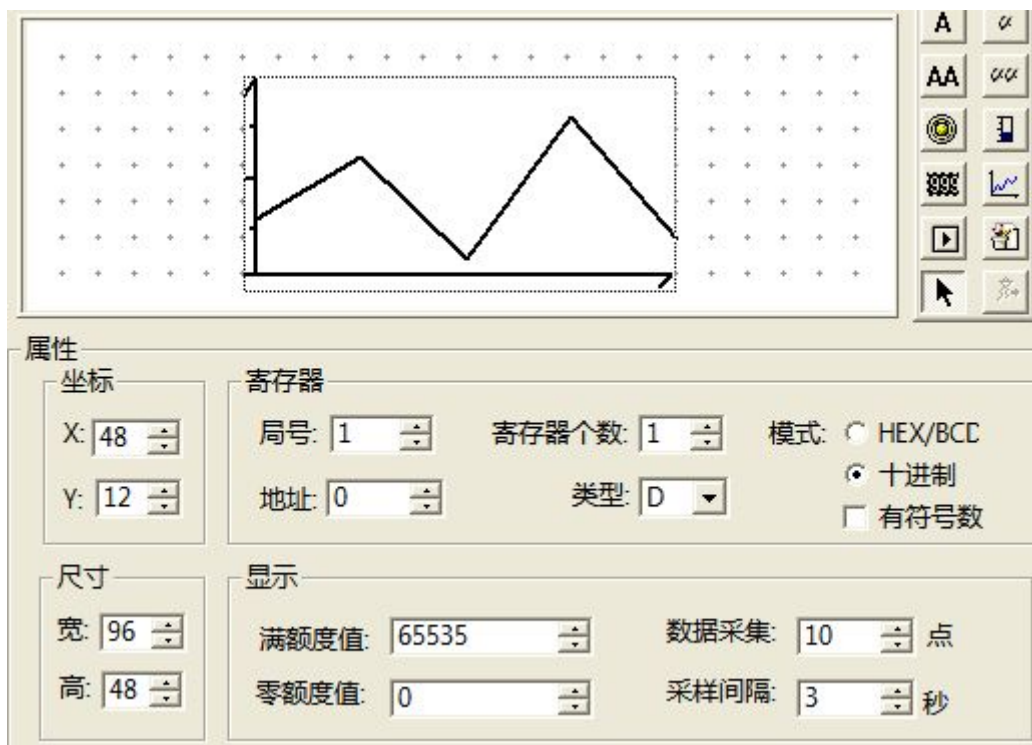 A α
AA αα
属性
坐标 寄存器
X: 48 局号: 1 寄存器个数: 1 模式: HEX/BCD
十进制
Y: 12 地址: 0 类型: D
有符号数
尺寸 显示
宽: 96 满额度值: 65535 数据采集: 10 点
高: 48 零额度值: 0 采样间隔: 3 秒